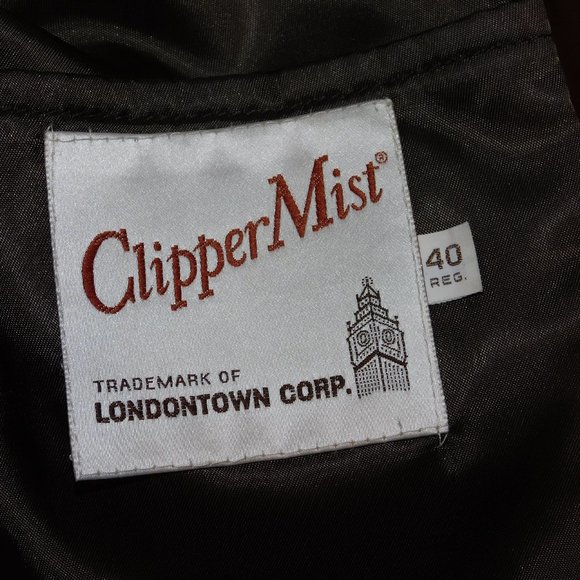 ClipperMist®
40
REG.
TRADEMARK OF
LONDONTOWN CORP.